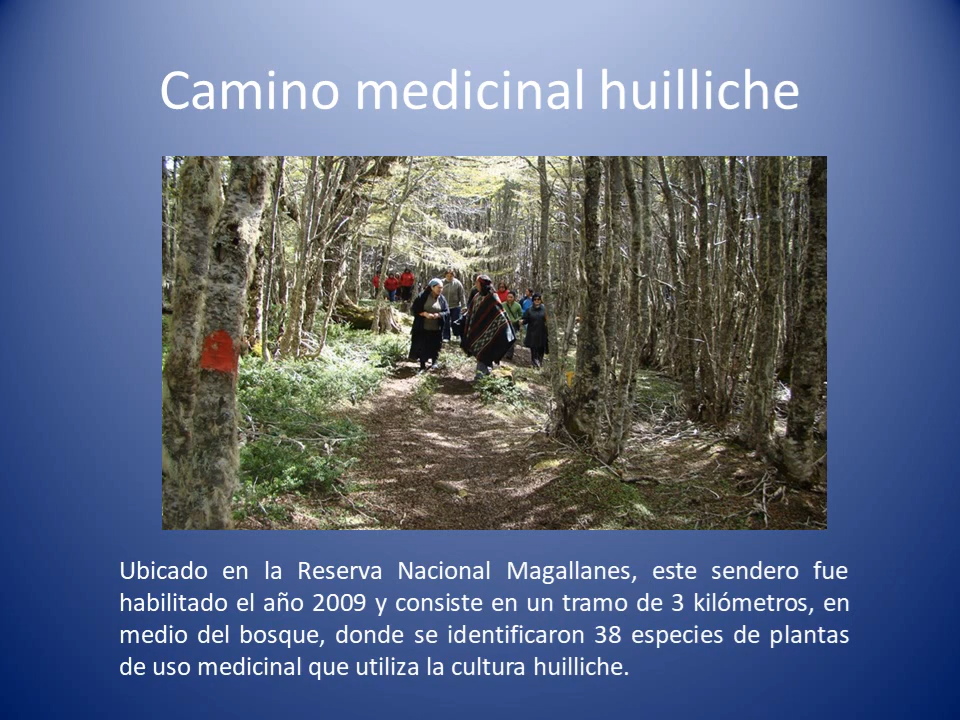 Camino medicinal huilliche
Ubicado en la Reserva Nacional Magallanes, este sendero fue
habilitado el año 2009 y consiste en un tramo de 3 kilómetros, en
medio del bosque, donde se identificaron 38 especies de plantas
de uso medicinal que utiliza la cultura huilliche.